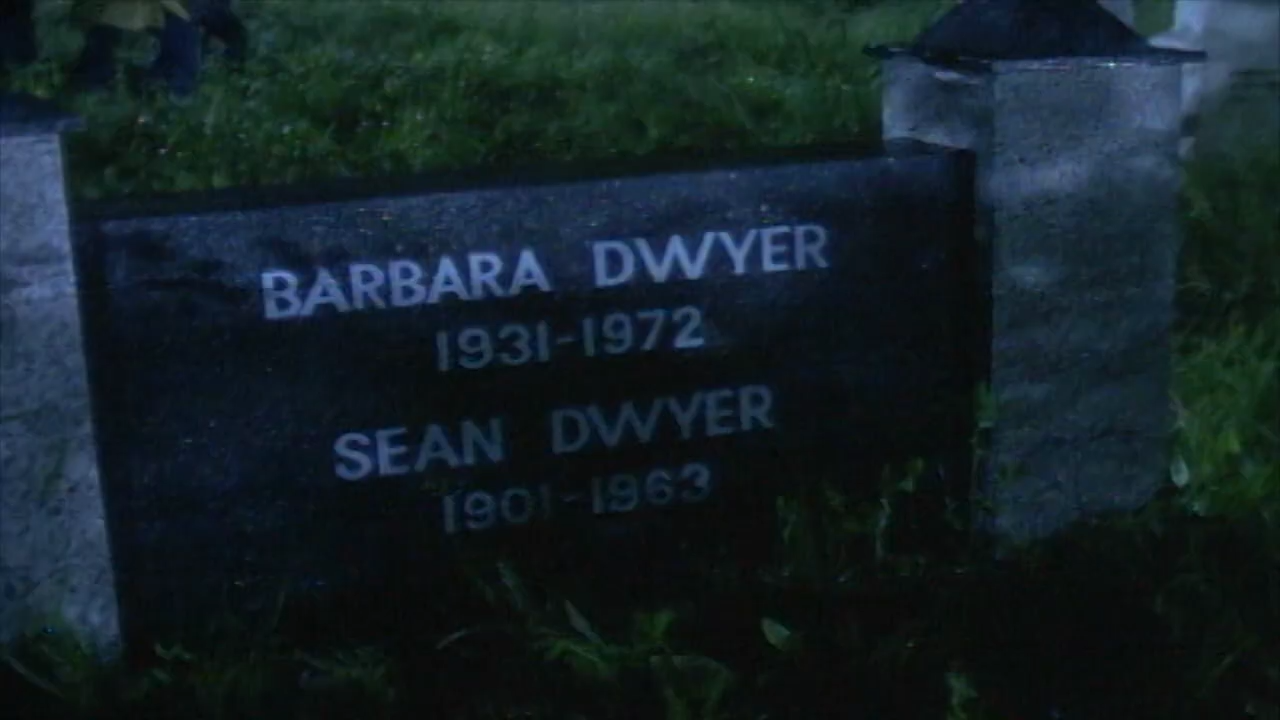 BARBARA DWYER
1931-1972
SEAN DWYER
1901-1963